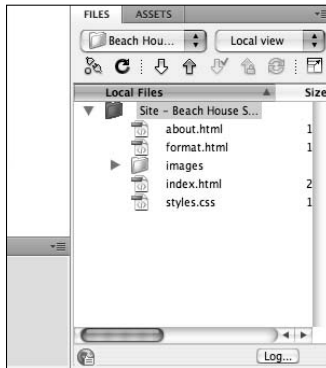 FILES ASSETS
Beach Hou... Local view
Local Files Size
Site – Beach House S...
about.html 1
format.html 1
images
index.html 2
styles.css 1
Log...